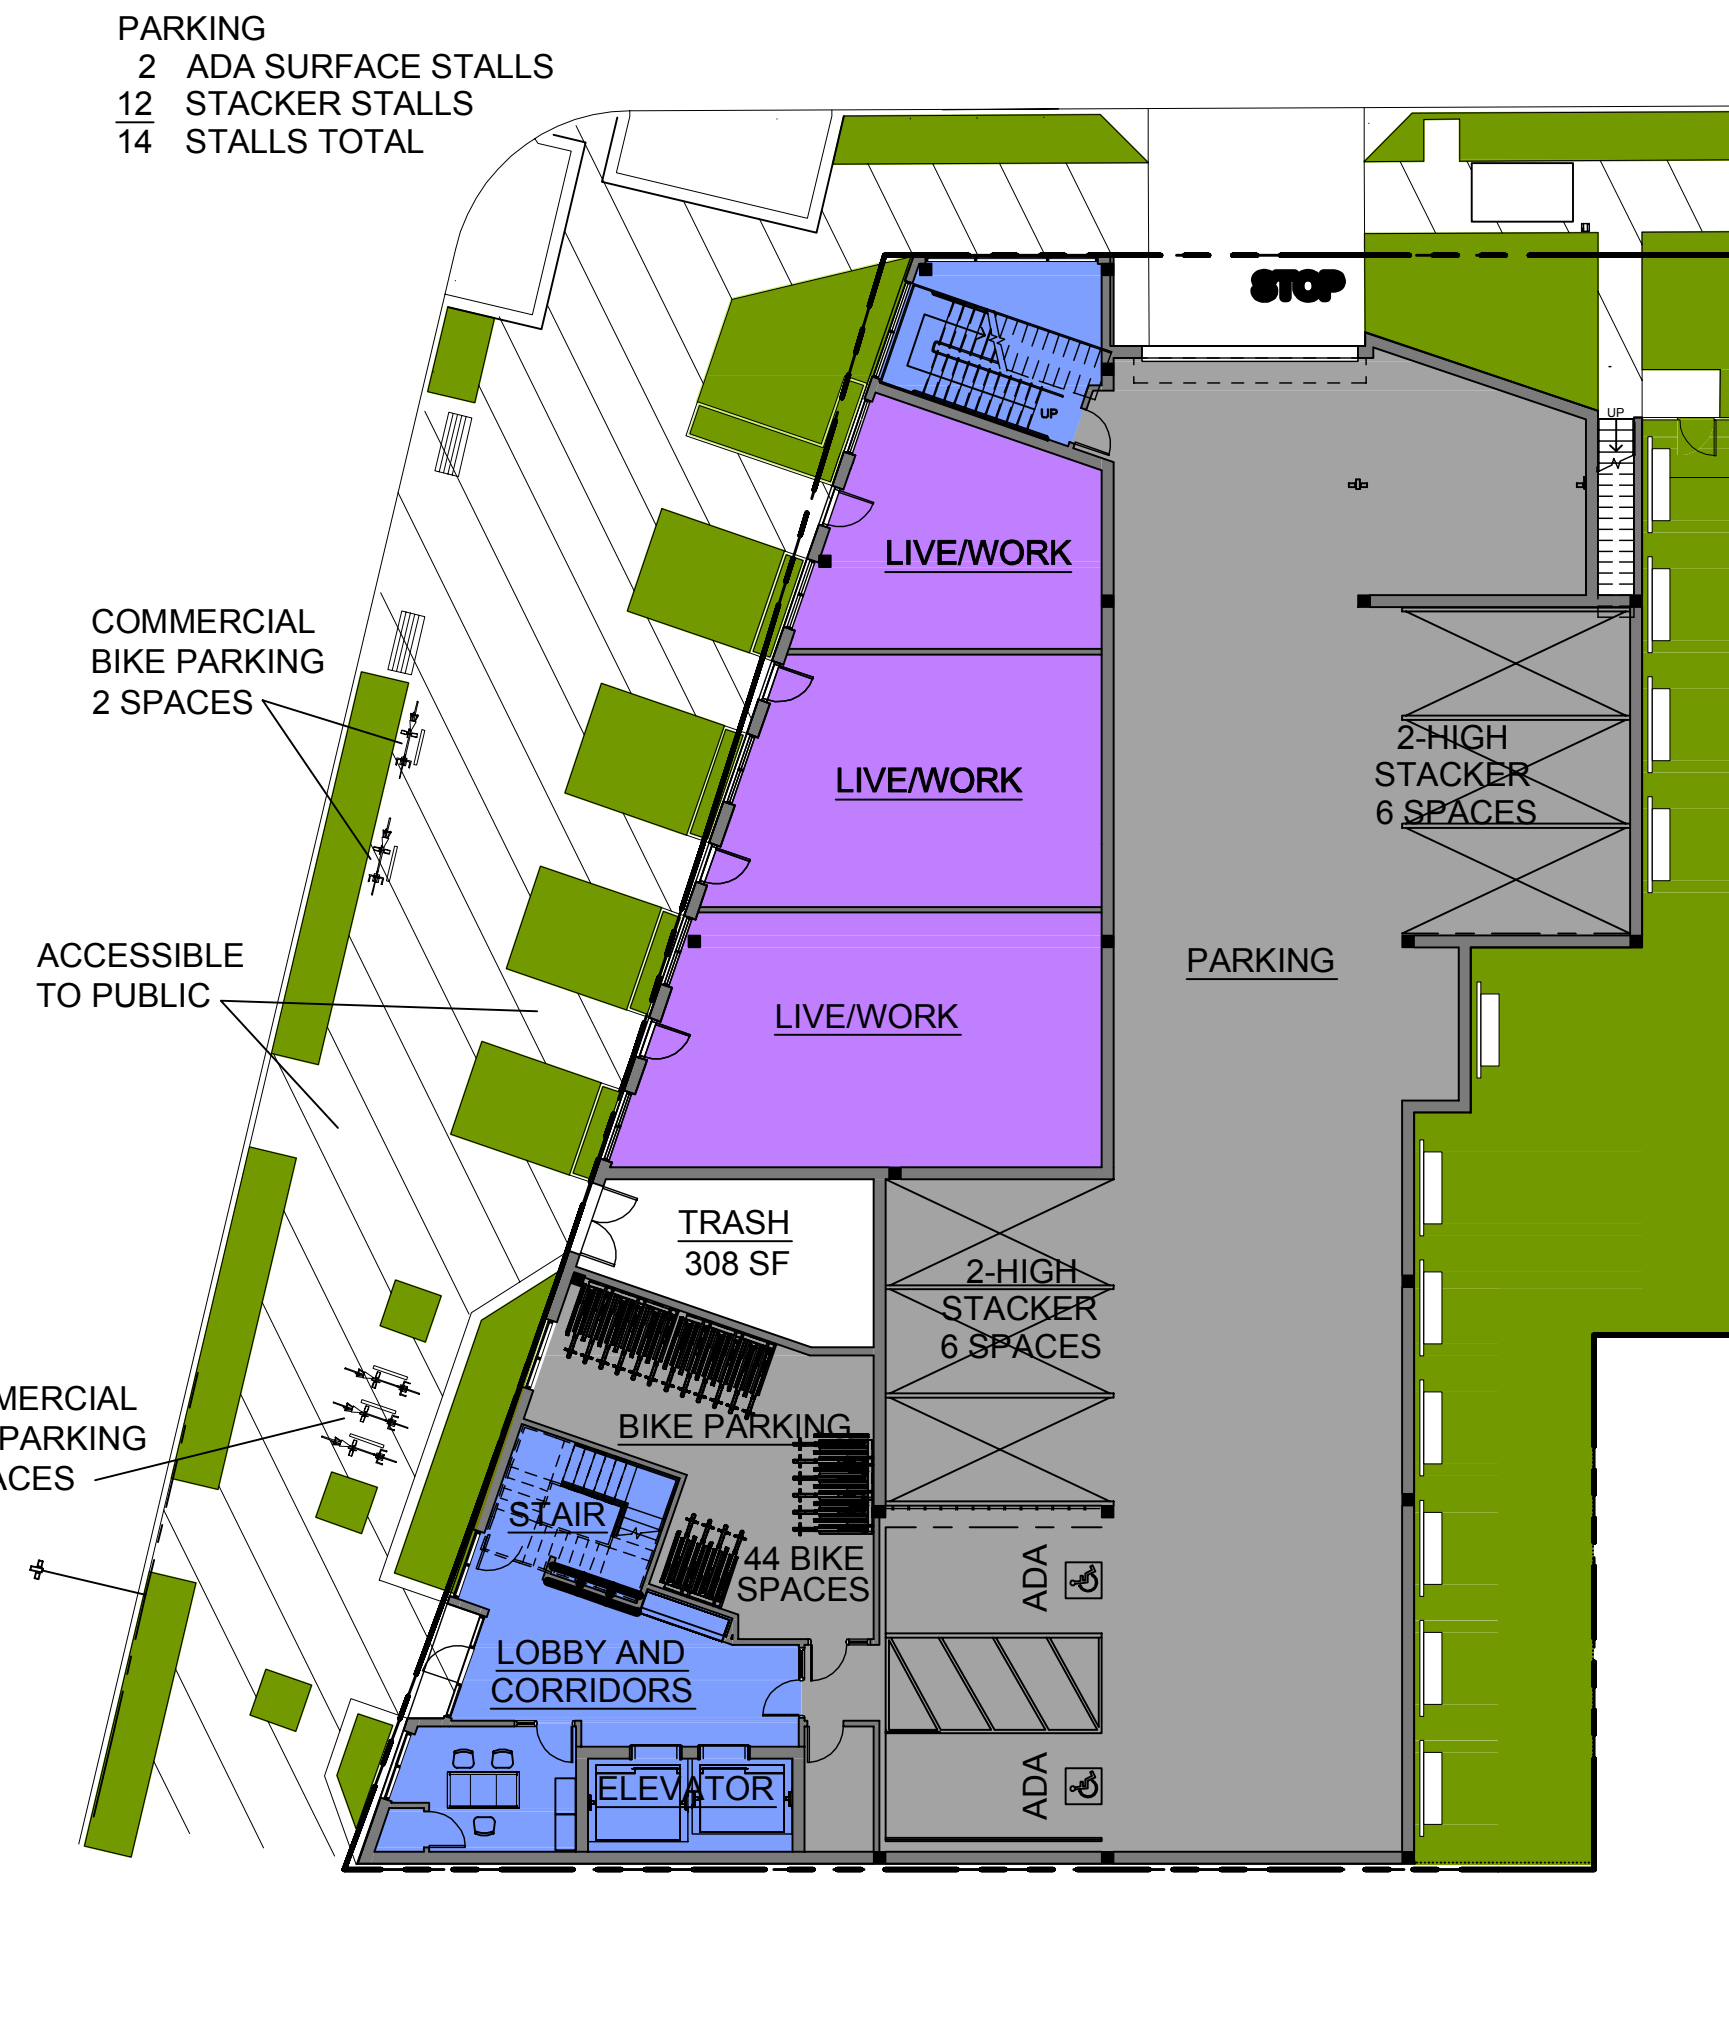 PARKING
2 ADA SURFACE STALLS
12 STACKER STALLS
14 STALLS TOTAL
STOP
UP
UP
LIVE/WORK
COMMERCIAL
BIKE PARKING
2 SPACES
2-HIGH
STACKER
6 SPACES
LIVE/WORK
ACCESSIBLE
TO PUBLIC
PARKING
LIVE/WORK
TRASH
308 SF
2-HIGH
STACKER
6 SPACES
MERCIAL
PARKING
ACES
BIKE PARKING
STAIR
44 BIKE
SPACES
ADA
LOBBY AND
CORRIDORS
ELEVATOR
ADA